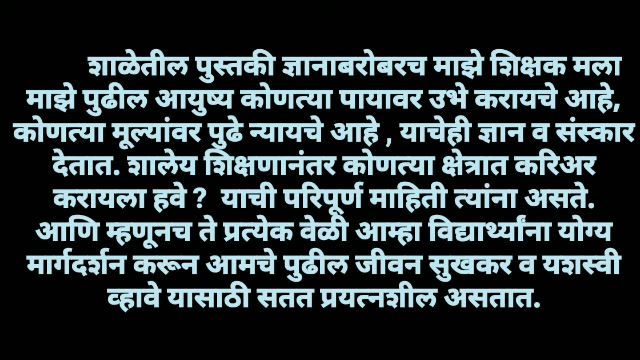 शाळेतील पुस्तकी ज्ञानाबरोबरच माझे शिक्षक मला
माझे पुढील आयुष्य कोणत्या पायावर उभे करायचे आहे,
कोणत्या मूल्यांवर पुढे न्यायचे आहे , याचेही ज्ञान व संस्कार
देतात. शालेय शिक्षणानंतर कोणत्या क्षेत्रात करिअर
करायला हवे ? याची परिपूर्ण माहिती त्यांना असते.
आणि म्हणूनच ते प्रत्येक वेळी आम्हा विद्यार्थ्यांना योग्य
मार्गदर्शन करून आमचे पुढील जीवन सुखकर व यशस्वी
व्हावे यासाठी सतत प्रयत्नशील असतात.